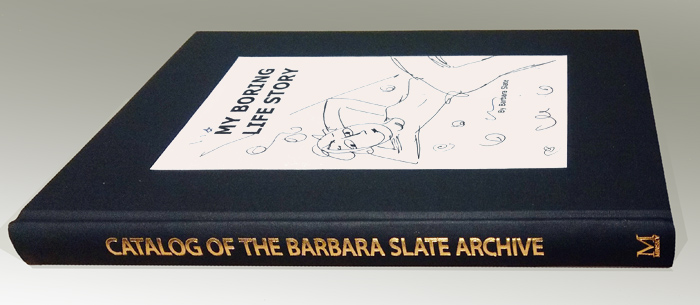 MY BORING
LIFE STORY
By Barbara Slate
CATALOG OF THE BARBARA SLATE ARCHIVE
M